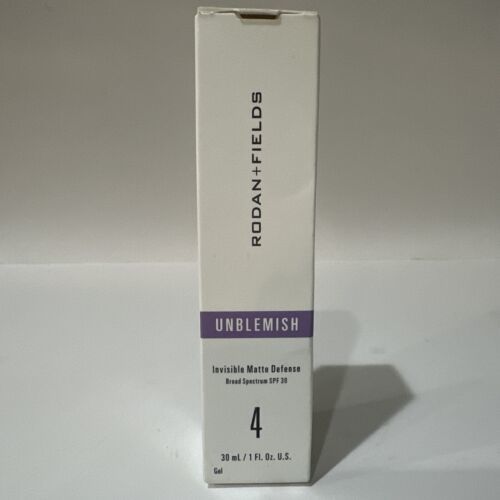 RODAN+FIELDS
UNBLEMISH
Invisible Matte Defense
Broad Spectrum SPF 30
4
30 mL / 1 Fl. Oz. U.S.
Gel